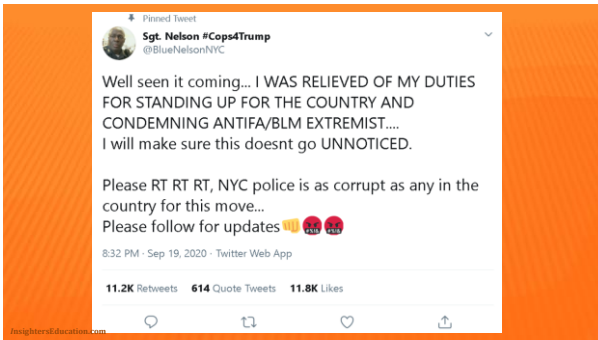 Pinned Tweet
Sgt. Nelson #Cops4Trump
@BlueNelsonNYC
Well seen it coming... I WAS RELIEVED OF MY DUTIES
FOR STANDING UP FOR THE COUNTRY AND
CONDEMNING ANTIFA/BLM EXTREMIST....
I will make sure this doesnt go UNNOTICED.
Please RT RT RT, NYC police is as corrupt as any in the
country for this move...
Please follow for updates👊🤬🤬
8:32 PM · Sep 19, 2020 · Twitter Web App
11.2K Retweets 614 Quote Tweets 11.8K Likes
InsightersEducation.com